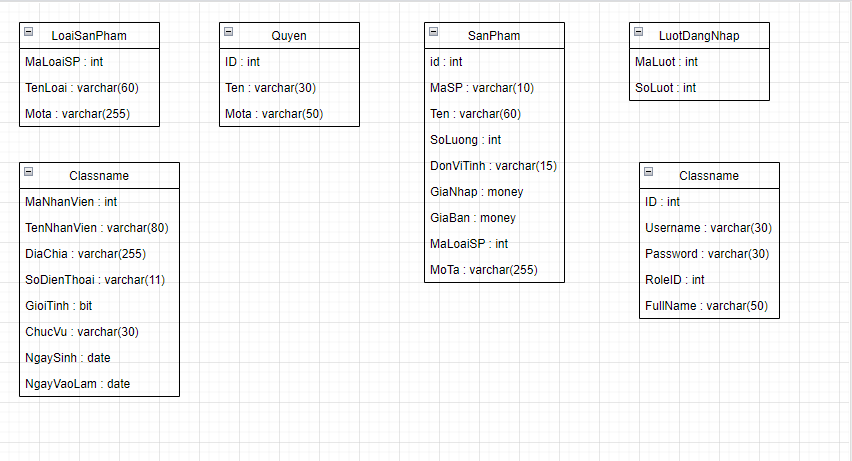 LoaiSanPham
MaLoaiSP : int
TenLoai : varchar(60)
Mota : varchar(255)
Quyen
ID : int
Ten : varchar(30)
Mota : varchar(50)
SanPham
id : int
MaSP : varchar(10)
Ten : varchar(60)
SoLuong : int
DonViTinh : varchar(15)
GiaNhap : money
GiaBan : money
MaLoaiSP : int
MoTa : varchar(255)
LuotDangNhap
MaLuot : int
SoLuot : int
Classname
MaNhanVien : int
TenNhanVien : varchar(80)
DiaChia : varchar(255)
SoDienThoai : varchar(11)
GioiTinh : bit
ChucVu : varchar(30)
NgaySinh : date
NgayVaoLam : date
Classname
ID : int
Username : varchar(30)
Password : varchar(30)
RoleID : int
FullName : varchar(50)